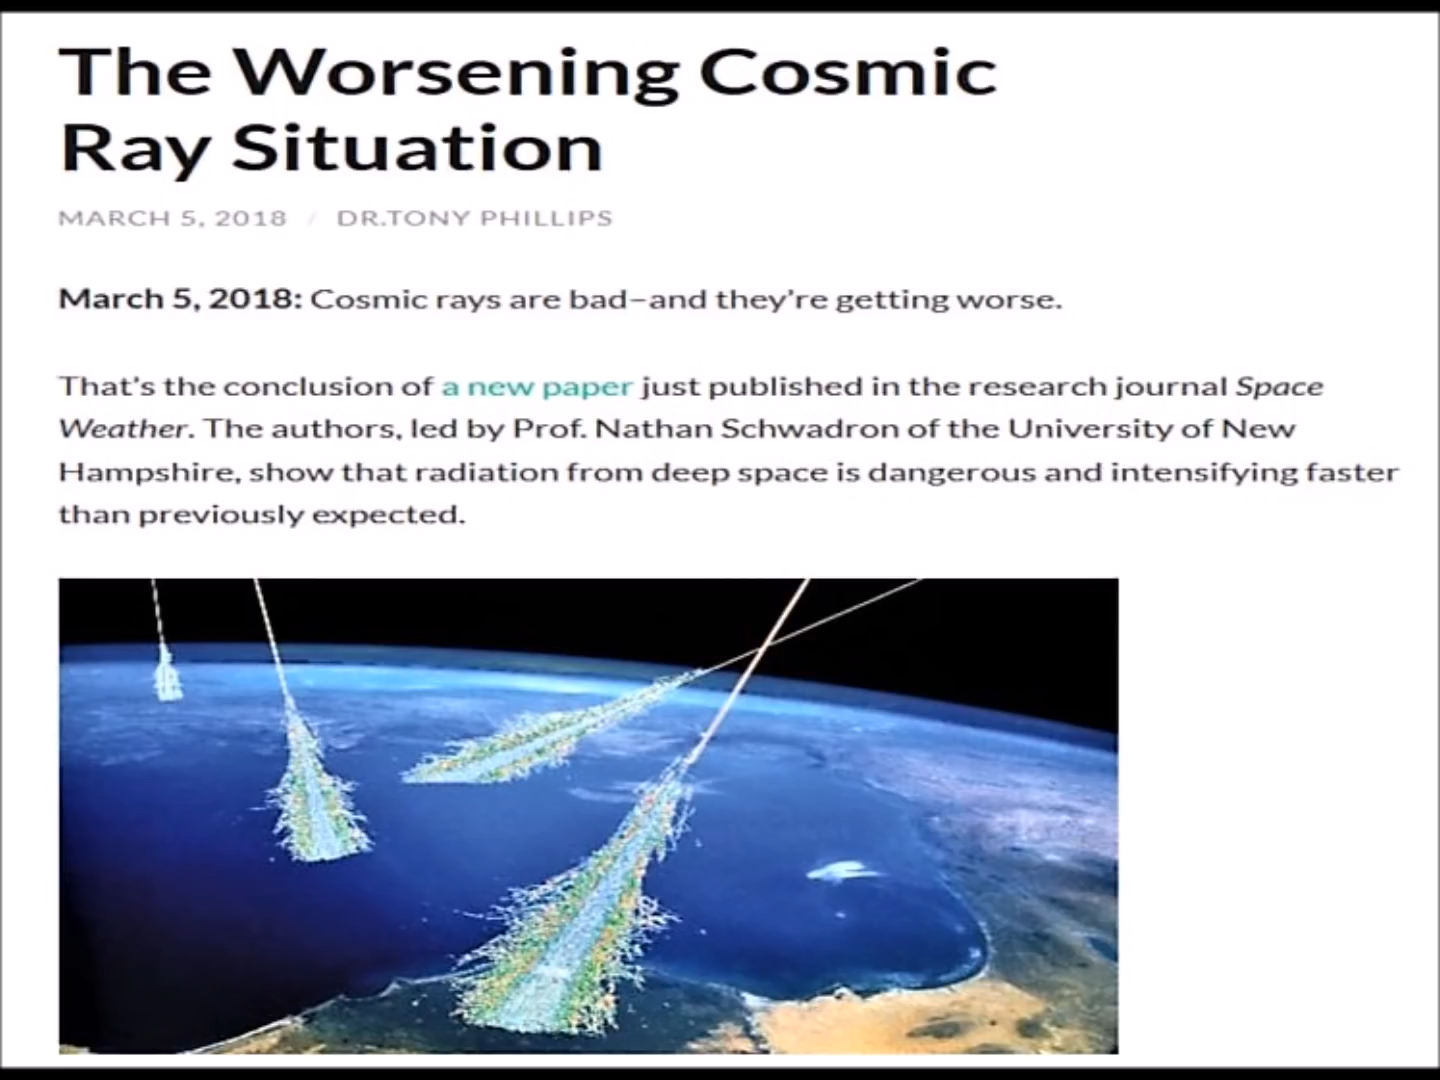 The Worsening Cosmic
Ray Situation
MARCH 5, 2018 / DR.TONY PHILLIPS
March 5, 2018: Cosmic rays are bad–and they're getting worse.
That's the conclusion of a new paper just published in the research journal Space
Weather. The authors, led by Prof. Nathan Schwadron of the University of New
Hampshire, show that radiation from deep space is dangerous and intensifying faster
than previously expected.